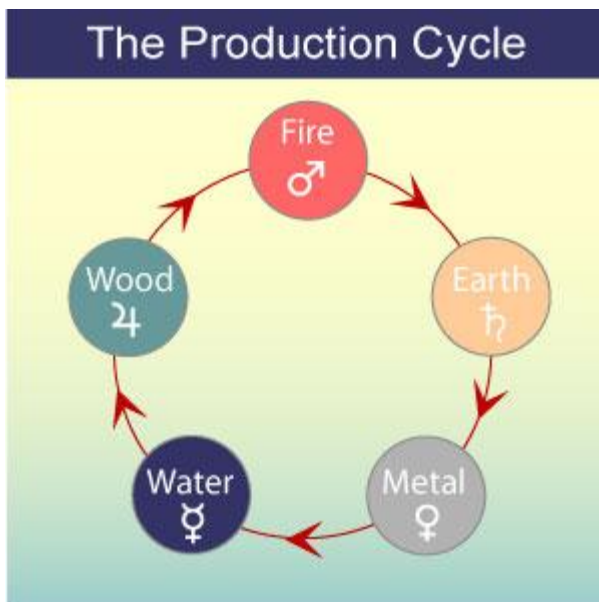 The Production Cycle
Fire
♂
Wood
♃
Earth
♄
Water
☿
Metal
♀